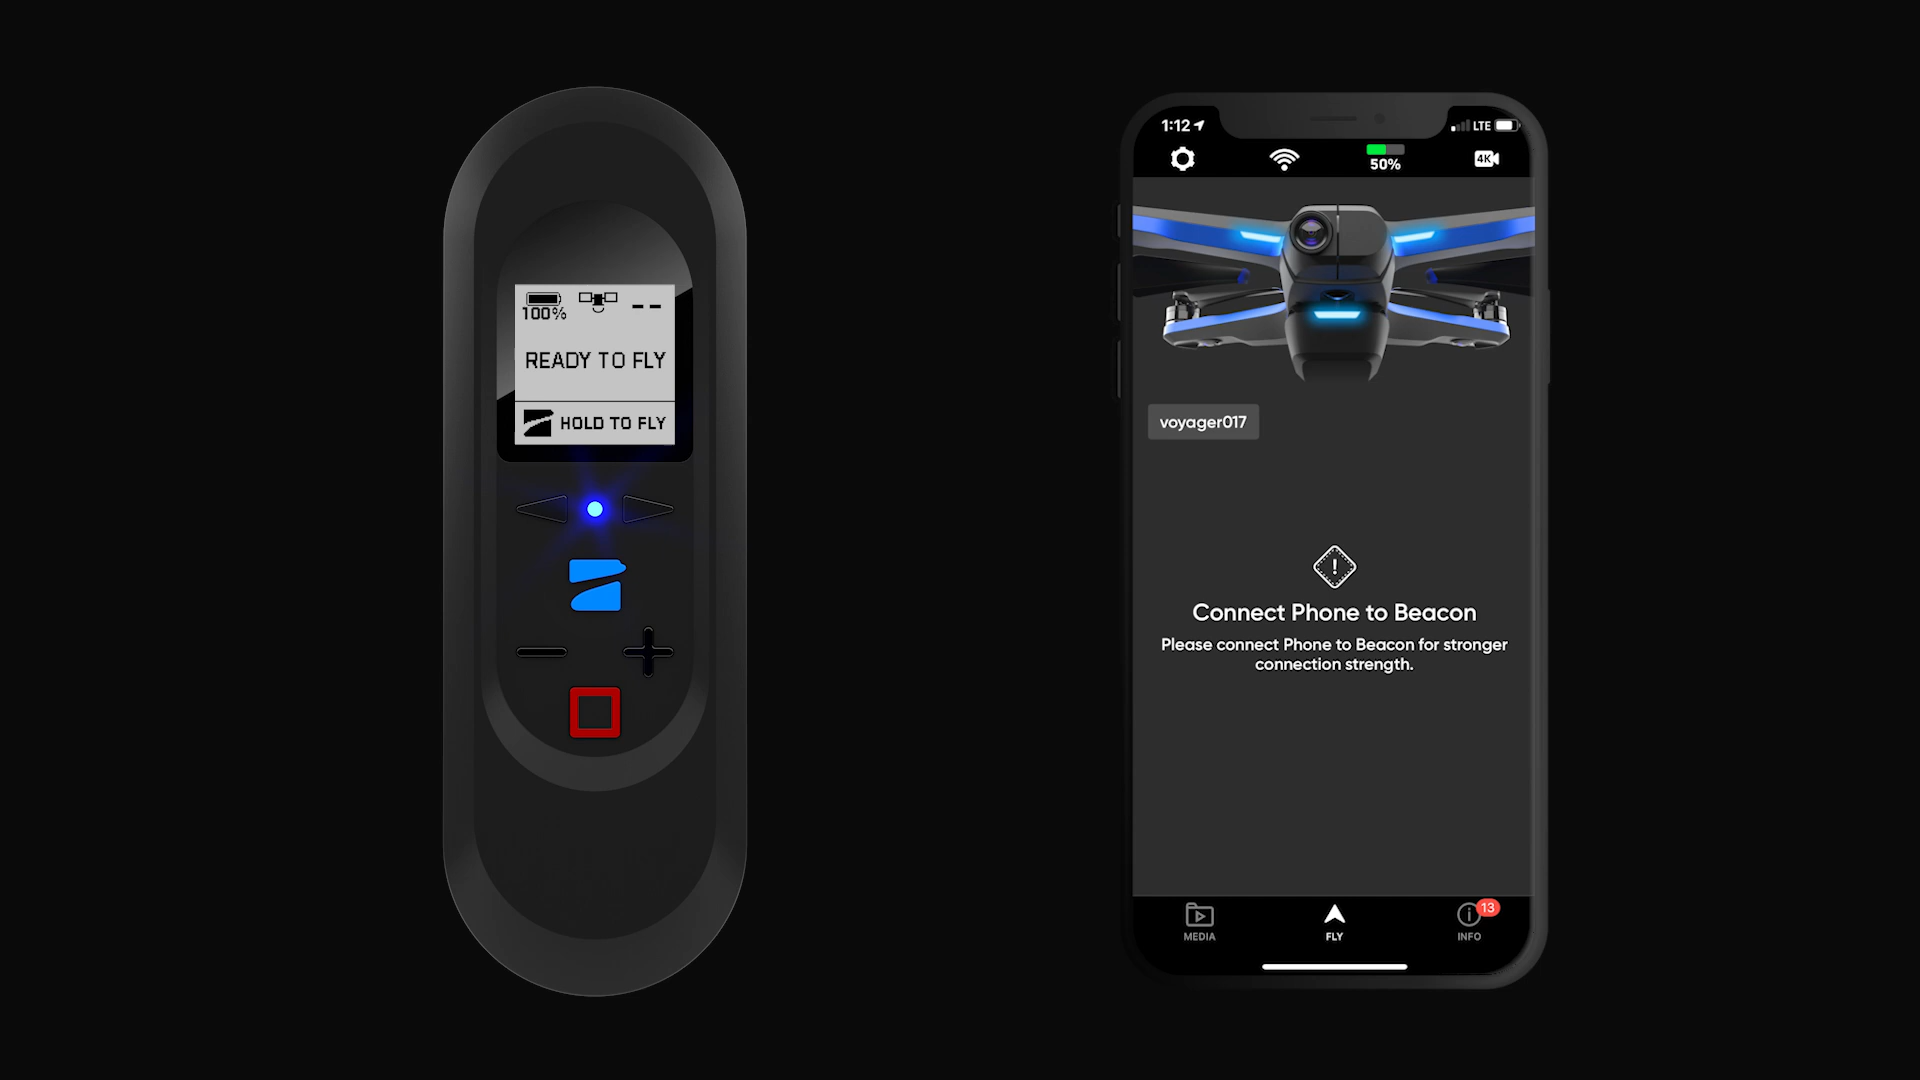 100%
READY TO FLY
HOLD TO FLY
1:12
LTE
50%
4K
voyager017
Connect Phone to Beacon
Please connect Phone to Beacon for stronger
connection strength.
MEDIA
FLY
INFO
13